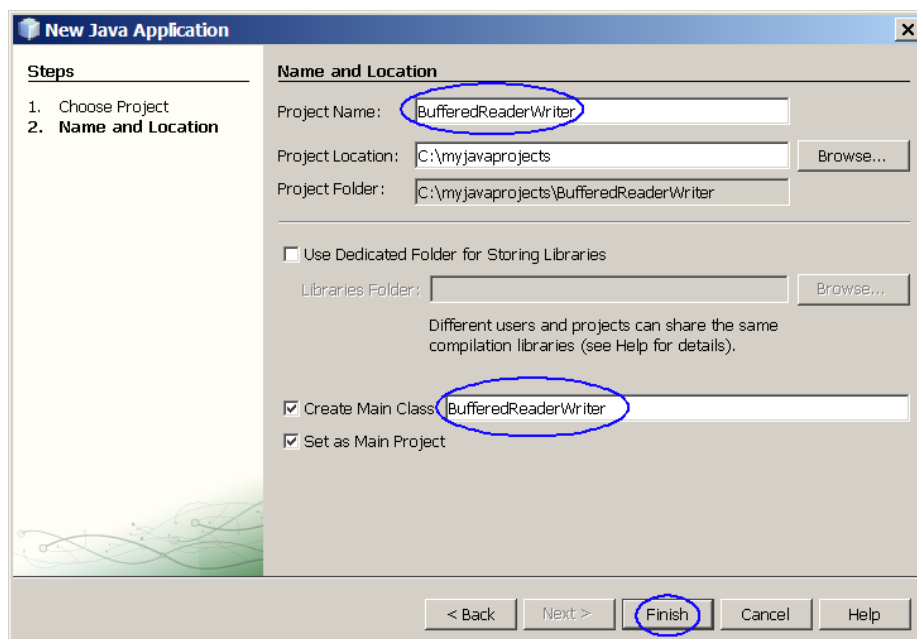 New Java Application
Steps
1. Choose Project
2. Name and Location
Name and Location
Project Name: BufferedReaderWriter
Project Location: C:\myjavaprojects Browse...
Project Folder: C:\myjavaprojects\BufferedReaderWriter
Use Dedicated Folder for Storing Libraries
Libraries Folder: Browse...
Different users and projects can share the same
compilation libraries (see Help for details).
Create Main Class BufferedReaderWriter
Set as Main Project
< Back Next > Finish Cancel Help